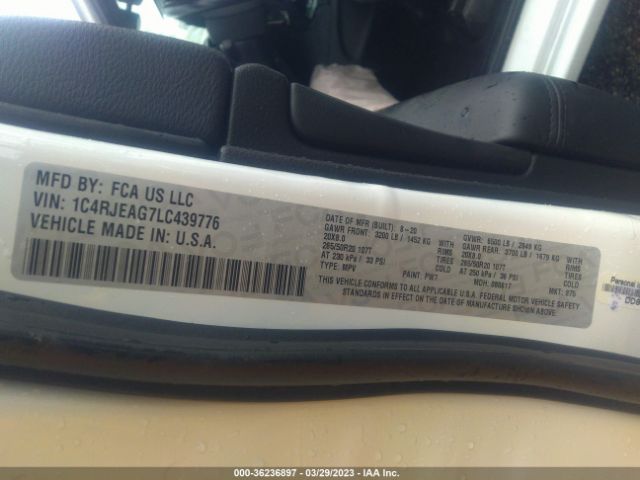 MFD BY: FCA US LLC
VIN: 1C4RJEAG7LC439776
VEHICLE MADE IN: U.S.A.
DATE OF MFR (BUILT): 8-20 GVWR: 6500 LB / 2949 KG
GAWR FRONT: 3200 LB / 1452 KG WITH GAWR REAR: 3700 LB / 1679 KG WITH
20X8.0 RIMS 20X8.0 RIMS
265/50R20 107T TIRES 265/50R20 107T TIRES
AT 230 kPa / 33 PSI COLD AT 250 kPa / 36 PSI COLD
TYPE: MPV PAINT: PW7 MDH: TREX
MKT:
THIS VEHICLE CONFORMS TO ALL APPLICABLE U.S.A. FEDERAL MOTOR VEHICLE SAFETY
STANDARDS IN EFFECT ON THE DATE OF MANUFACTURE SHOWN ABOVE.
Personal
000-36236897 - 03/29/2023 - IAA Inc.